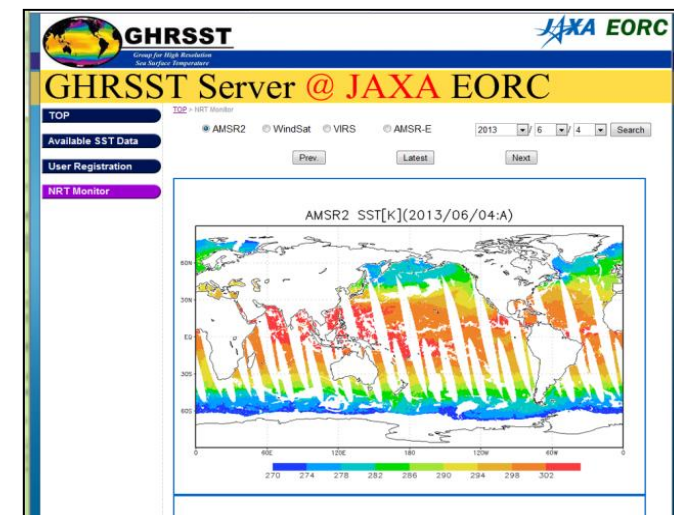 GHRSST
JAXA EORC
Group for High Resolution
Sea Surface Temperature
GHRSST Server @ JAXA EORC
TOP
Available SST Data
User Registration
NRT Monitor
TOP > NRT Monitor
AMSR2 WindSat VIRS AMSR-E 2013 / 6 / 4 Search
Prev. Latest Next
AMSR2 SST[K](2013/06/04:A)
60N
30N
EQ
30S
60S
0 60E 120E 180 120W 60W 0
270 274 278 282 286 290 294 298 302